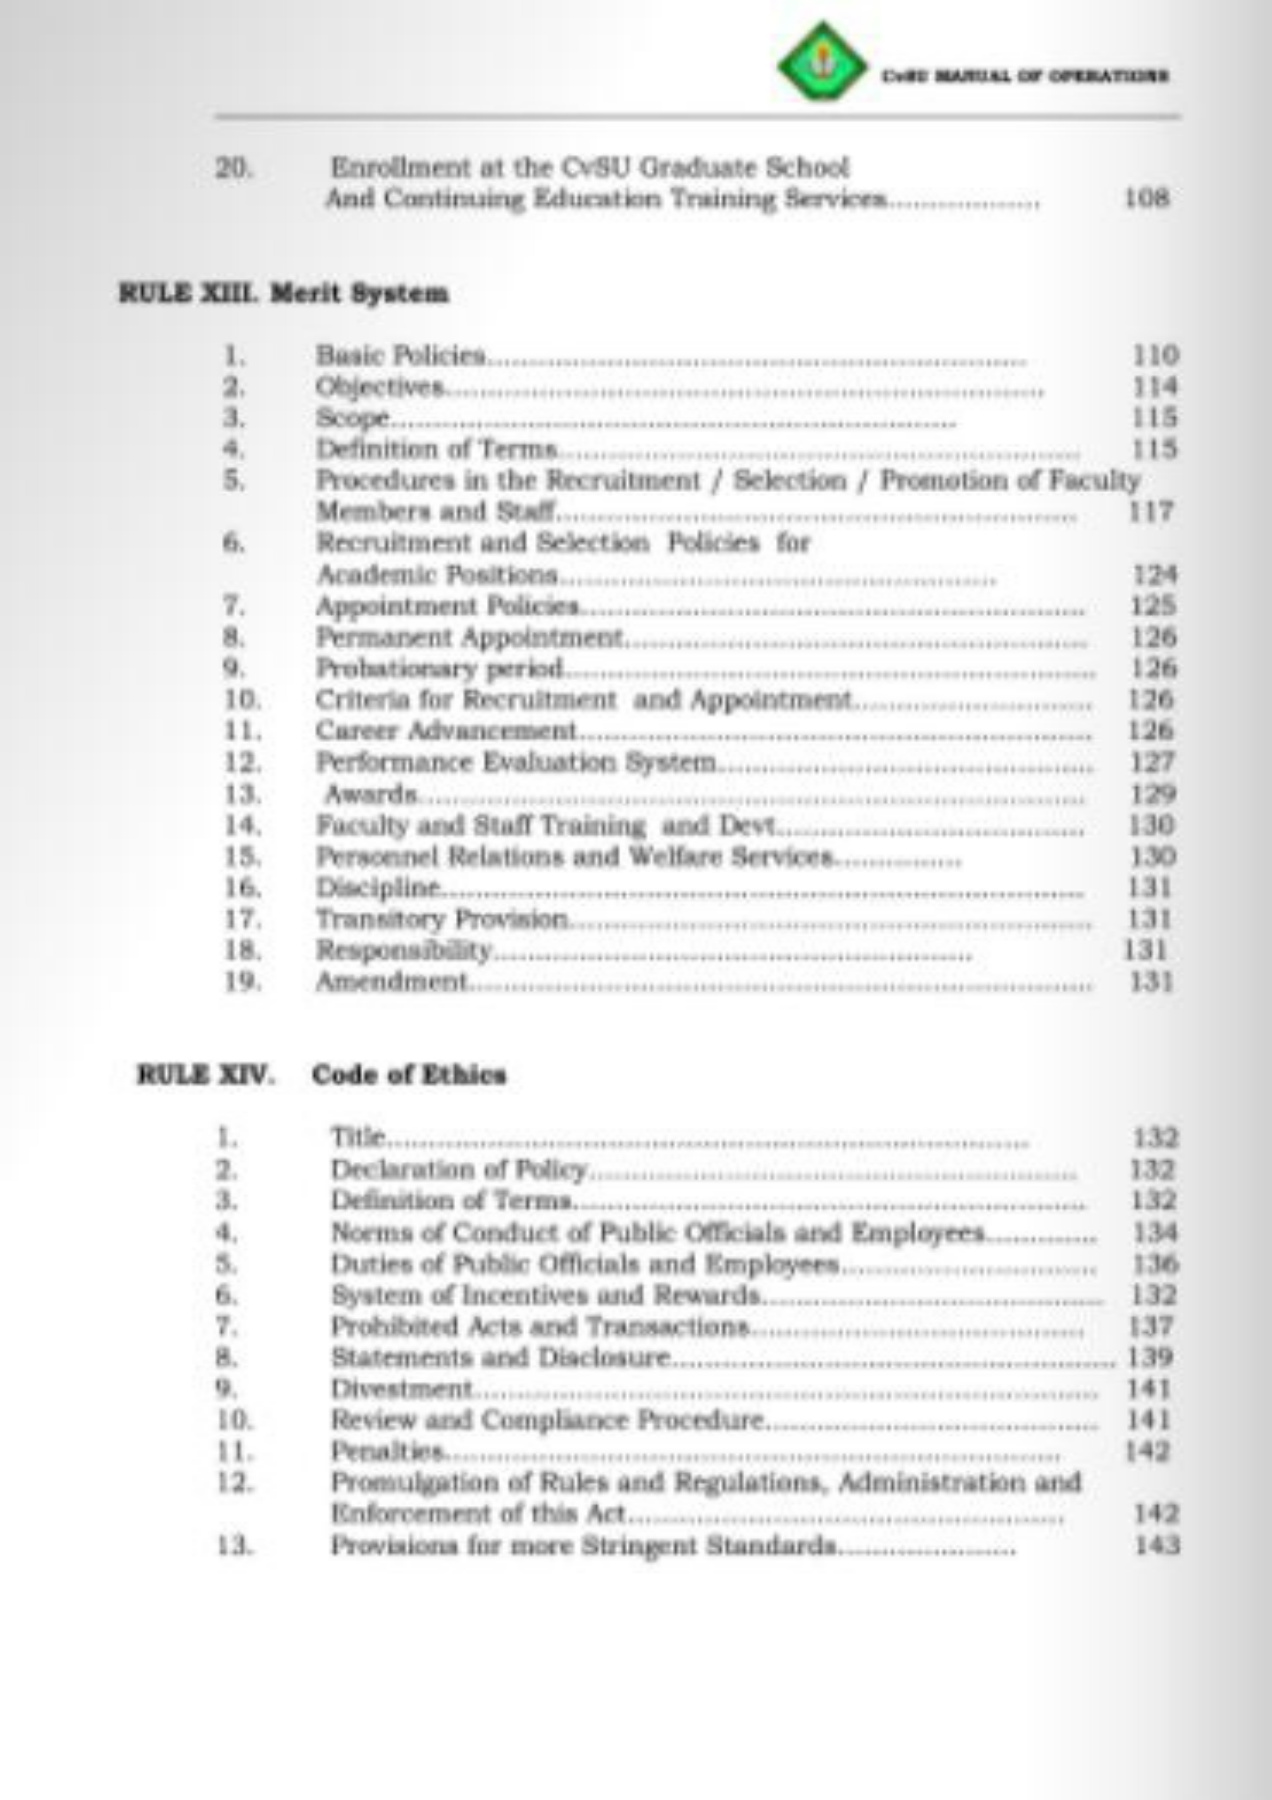 CvSU MANUAL OF OPERATIONS
20. Enrollment at the CvSU Graduate School
And Continuing Education Training Services...................... 108
RULE XIII. Merit System
1. Basic Policies.............................................................................. 110
2. Objectives...................................................................................... 114
3. Scope.................................................................................. 115
4. Definition of Terms............................................................................ 115
5. Procedures in the Recruitment / Selection / Promotion of Faculty
Members and Staff............................................................................ 117
6. Recruitment and Selection Policies for
Academic Positions............................................................... 124
7. Appointment Policies.......................................................................... 125
8. Permanent Appointment................................................................... 126
9. Probationary period............................................................................. 126
10. Criteria for Recruitment and Appointment................................... 126
11. Career Advancement.......................................................................... 126
12. Performance Evaluation System...................................................... 127
13. Awards................................................................................................ 129
14. Faculty and Staff Training and Devt............................................. 130
15. Personnel Relations and Welfare Services.................. 130
16. Discipline............................................................................................. 131
17. Transitory Provision............................................................................ 131
18. Responsibility..................................................................... 131
19. Amendment.......................................................................................... 131
RULE XIV. Code of Ethics
1. Title............................................................................................. 132
2. Declaration of Policy...................................................................... 132
3. Definition of Terms.......................................................................... 132
4. Norms of Conduct of Public Officials and Employees................ 134
5. Duties of Public Officials and Employees..................................... 136
6. System of Incentives and Rewards................................................. 132
7. Prohibited Acts and Transactions................................................ 137
8. Statements and Disclosure................................................................ 139
9. Divestment.......................................................................................... 141
10. Review and Compliance Procedure................................................ 141
11. Penalties......................................................................................... 142
12. Promulgation of Rules and Regulations, Administration and
Enforcement of this Act............................................................... 142
13. Provisions for more Stringent Standards.......................... 143